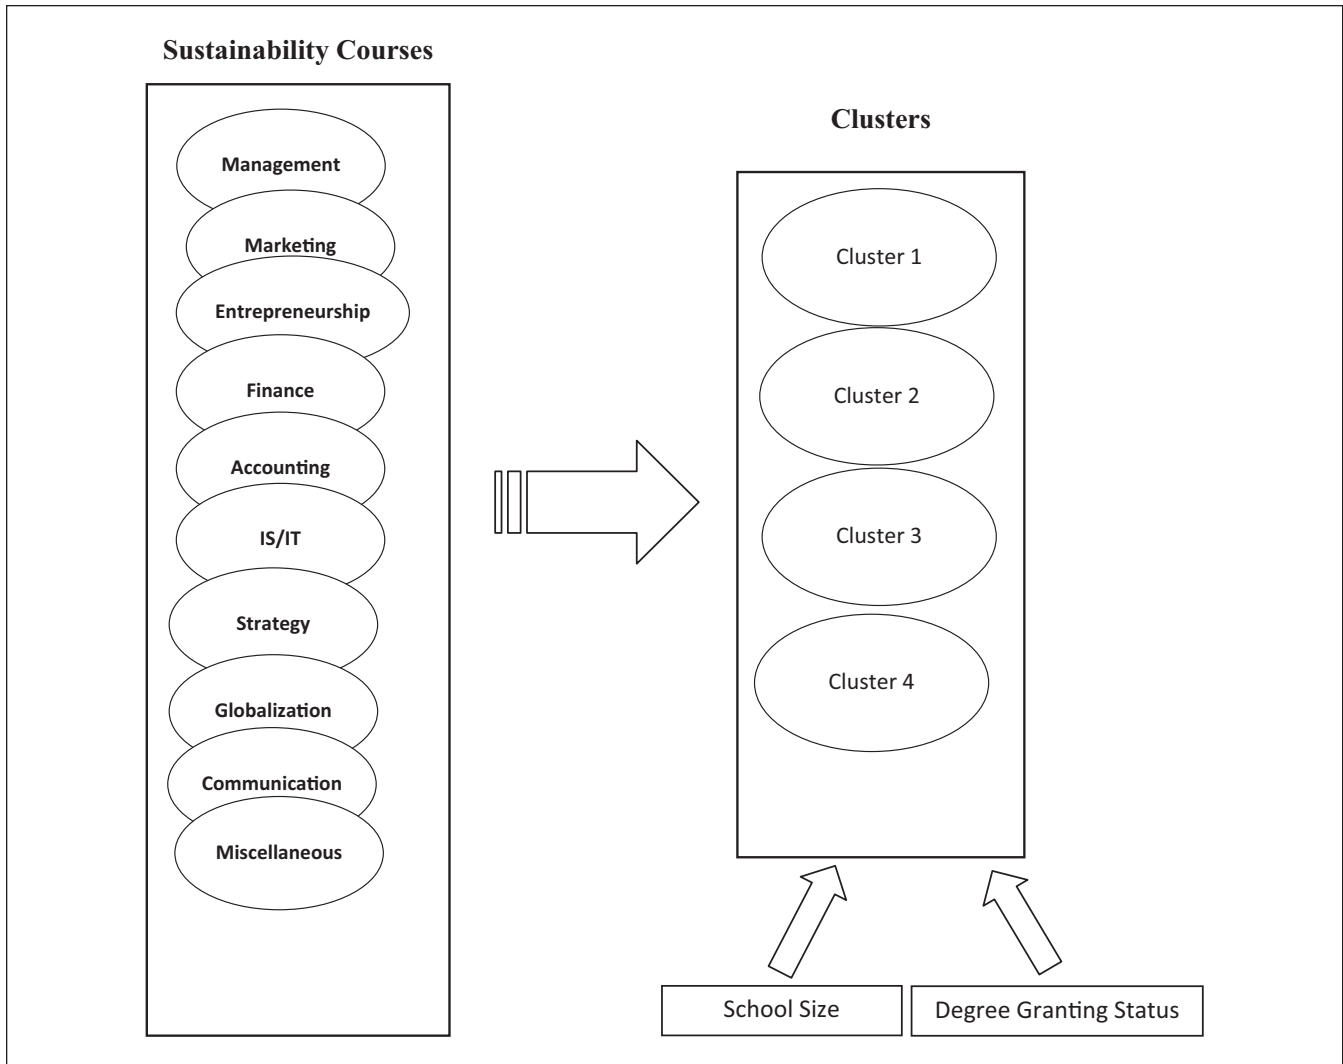 Sustainability Courses
Management
Marketing
Entrepreneurship
Finance
Accounting
IS/IT
Strategy
Globalization
Communication
Miscellaneous
Clusters
Cluster 1
Cluster 2
Cluster 3
Cluster 4
School Size
Degree Granting Status